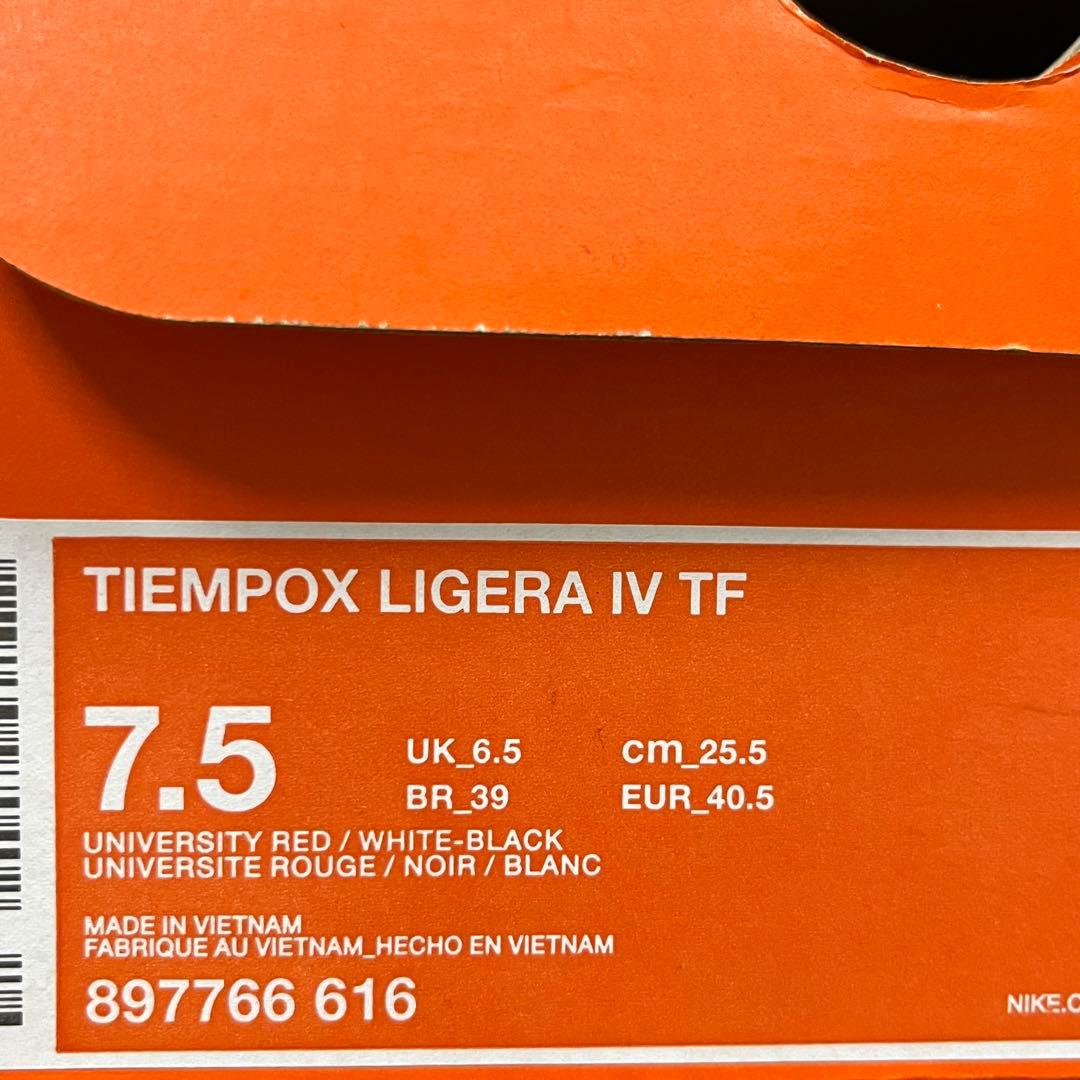 TIEMPOX LIGERA IV TF
7.5
UK_6.5 cm_25.5
BR_39 EUR_40.5
UNIVERSITY RED / WHITE-BLACK
UNIVERSITE ROUGE / NOIR / BLANC
MADE IN VIETNAM
FABRIQUE AU VIETNAM_HECHO EN VIETNAM
897766 616
NIKE.C